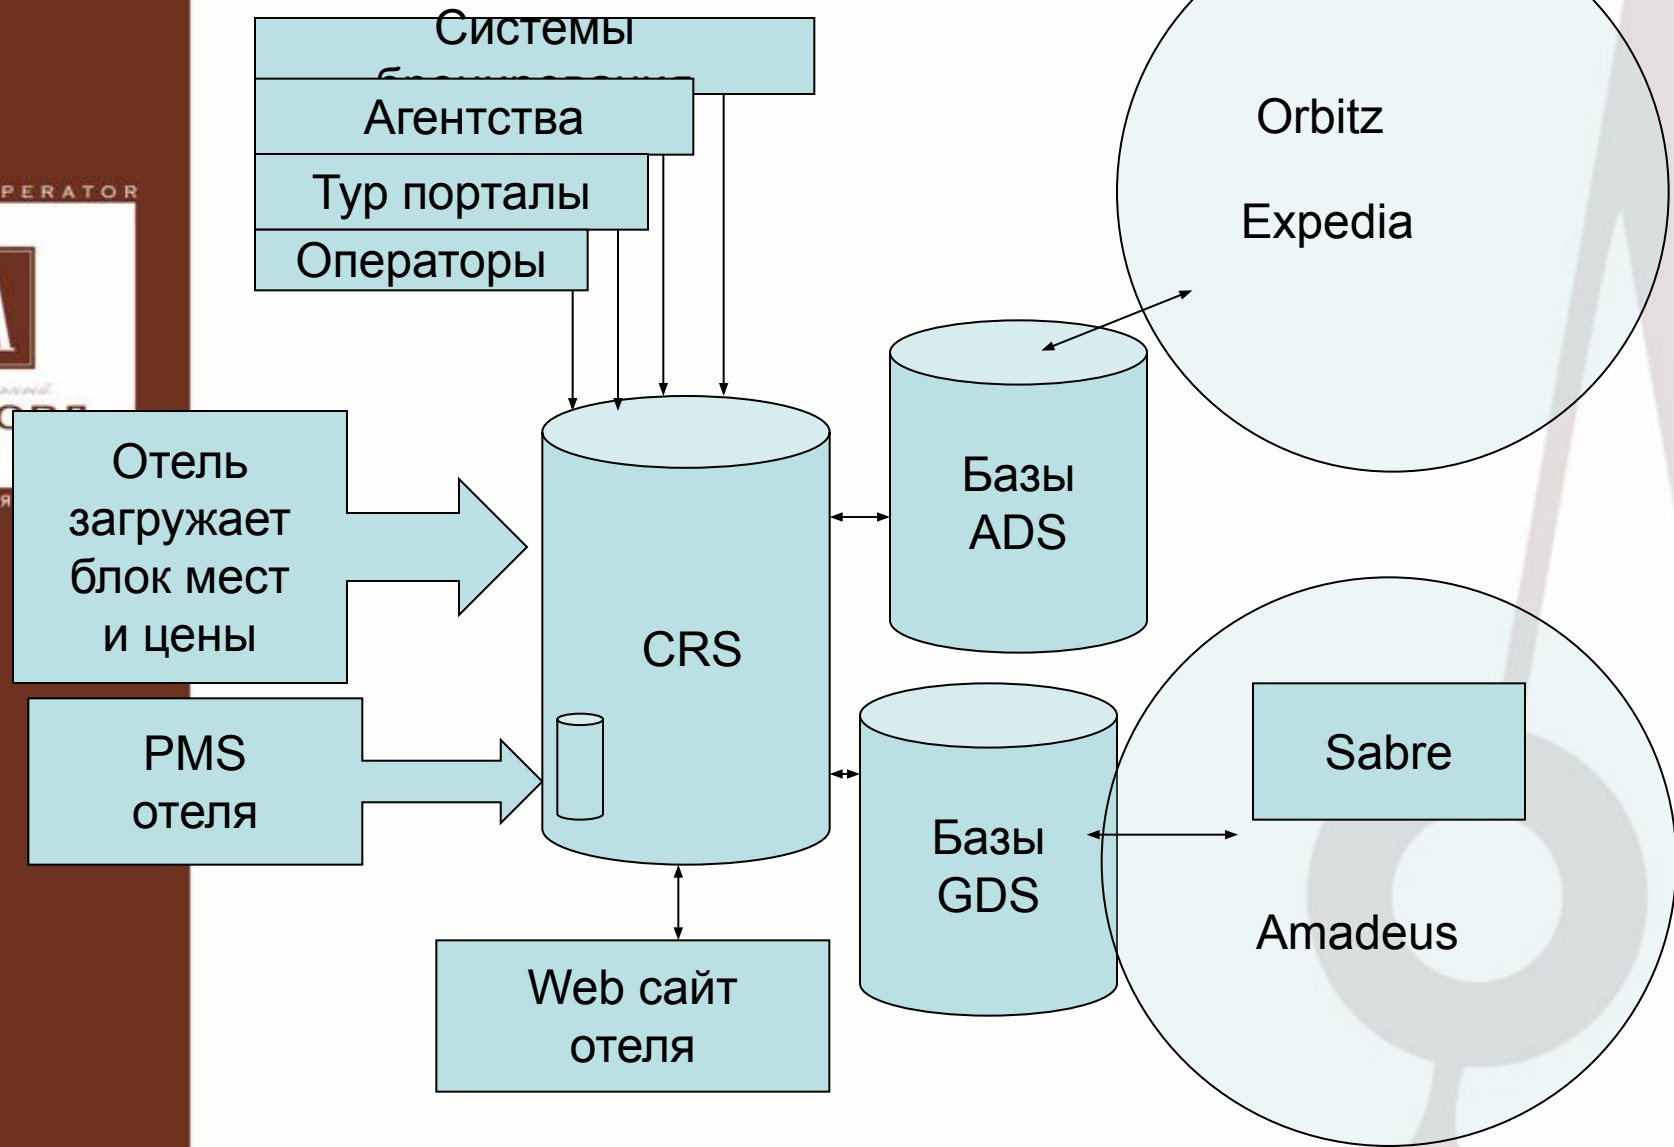 Системы
бронирования
Агентства
Тур порталы
Операторы
Orbitz
Expedia
PERATOR
Отель
загружает
блок мест
и цены
Базы
ADS
CRS
PMS
отеля
Базы
GDS
Sabre
Amadeus
Web сайт
отеля